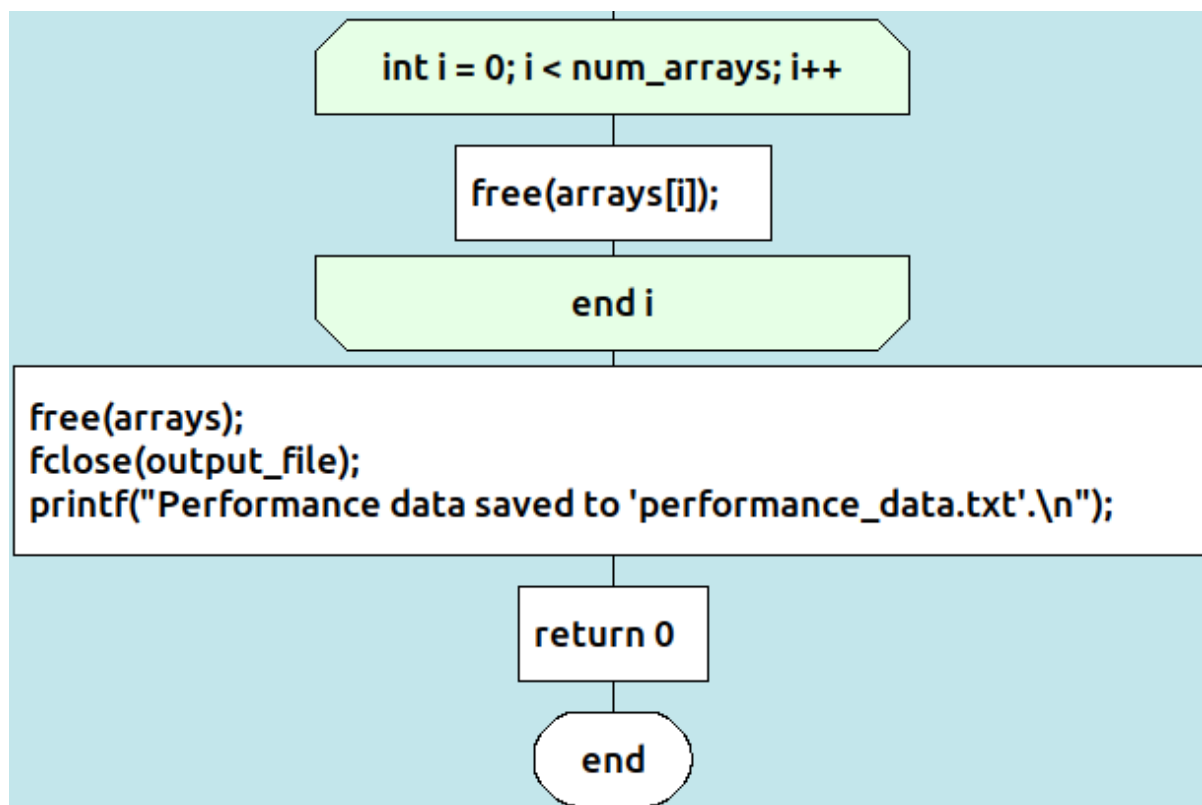 int i = 0; i < num_arrays; i++
free(arrays[i]);
end i
free(arrays);
fclose(output_file);
printf("Performance data saved to 'performance_data.txt'.\n");
return 0
end